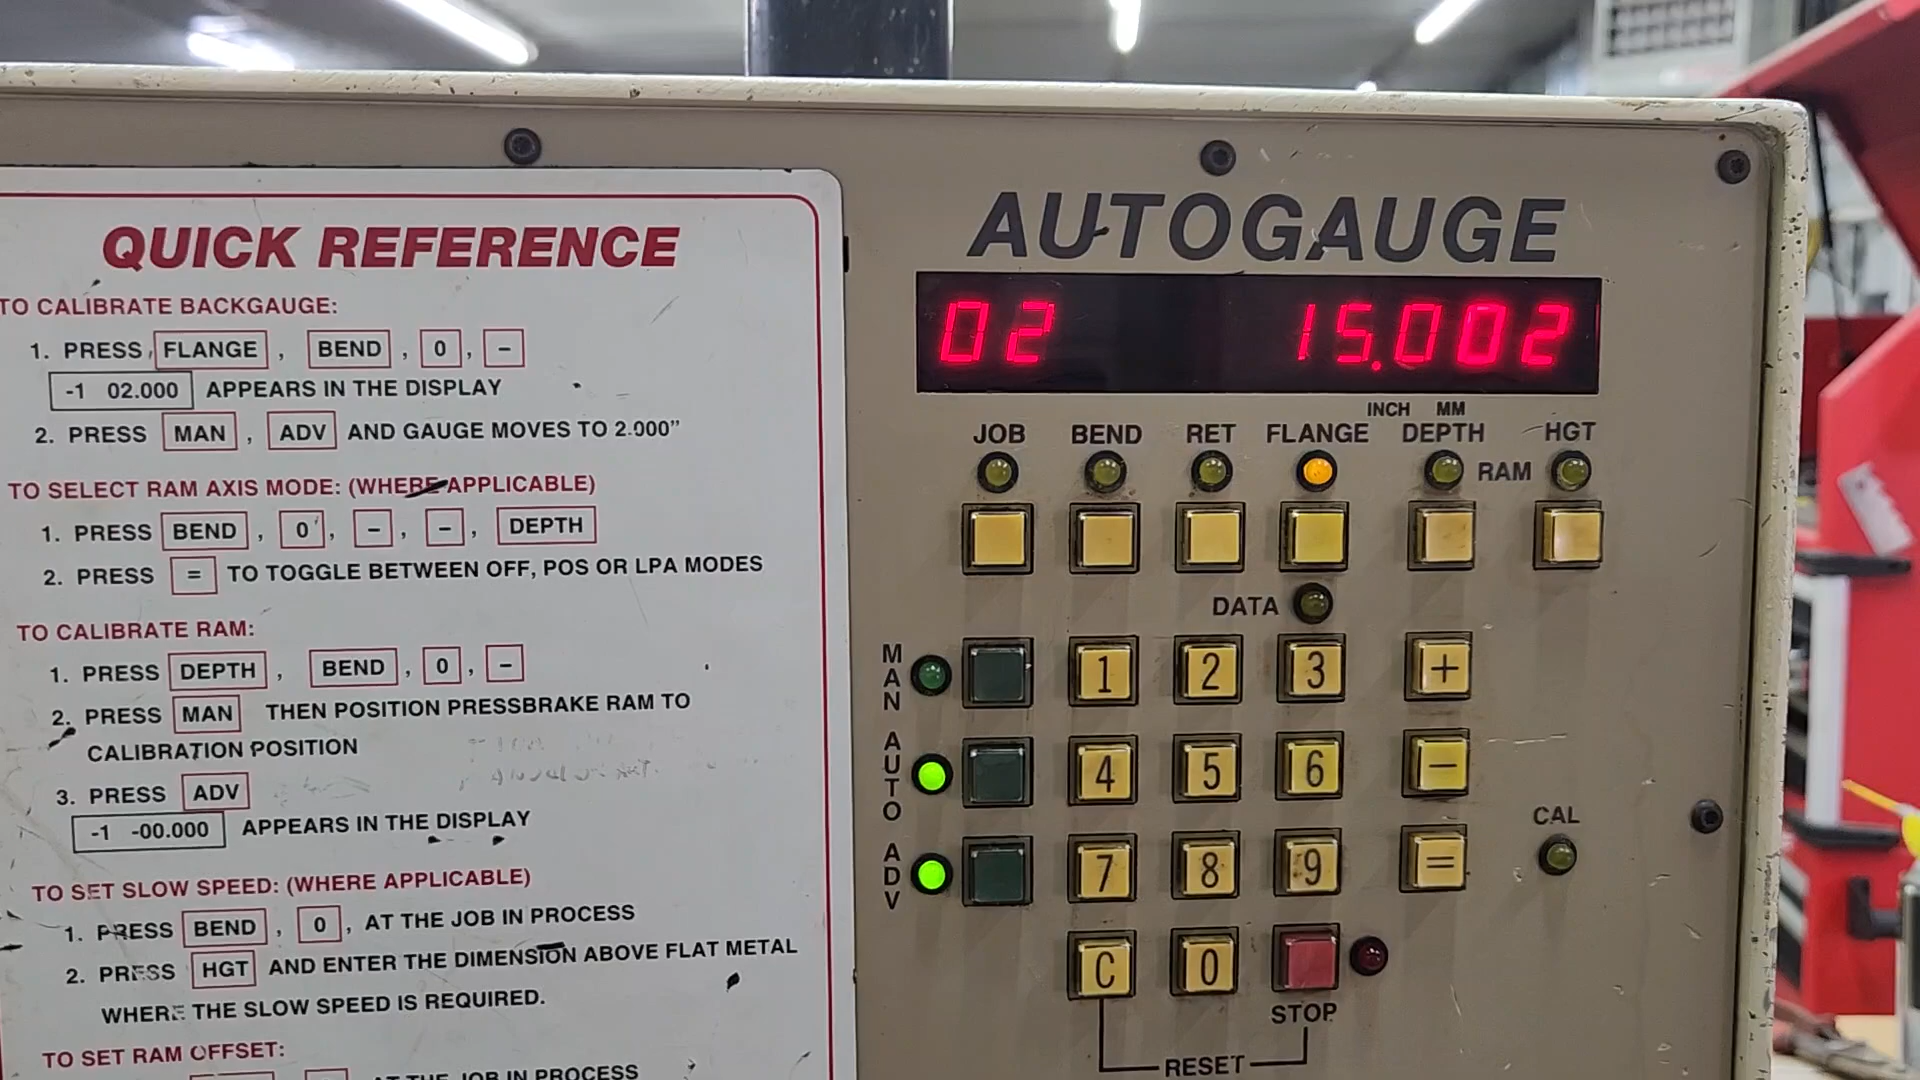 QUICK REFERENCE
TO CALIBRATE BACKGAUGE:
1. PRESS, FLANGE , BEND , 0 , -
-1 02.000 APPEARS IN THE DISPLAY
2. PRESS MAN , ADV AND GAUGE MOVES TO 2.000"
TO SELECT RAM AXIS MODE: (WHERE APPLICABLE)
1. PRESS BEND , 0 , - , - , DEPTH
2. PRESS = TO TOGGLE BETWEEN OFF, POS OR LPA MODES
TO CALIBRATE RAM:
1. PRESS DEPTH , BEND , 0 , -
2. PRESS MAN THEN POSITION PRESSBRAKE RAM TO
CALIBRATION POSITION
3. PRESS ADV
-1 -00.000 APPEARS IN THE DISPLAY
TO SET SLOW SPEED: (WHERE APPLICABLE)
1. PRESS BEND , 0 , AT THE JOB IN PROCESS
2. PRESS HGT AND ENTER THE DIMENSION ABOVE FLAT METAL
WHERE THE SLOW SPEED IS REQUIRED.
TO SET RAM OFFSET:
AT THE JOB IN PROCESS
AUTOGAUGE
02 15.002
INCH MM
JOB BEND RET FLANGE DEPTH HGT
RAM
DATA
MAN 1 2 3 +
AUTO 4 5 6 -
ADV 7 8 9 =
CAL
C 0
STOP
RESET